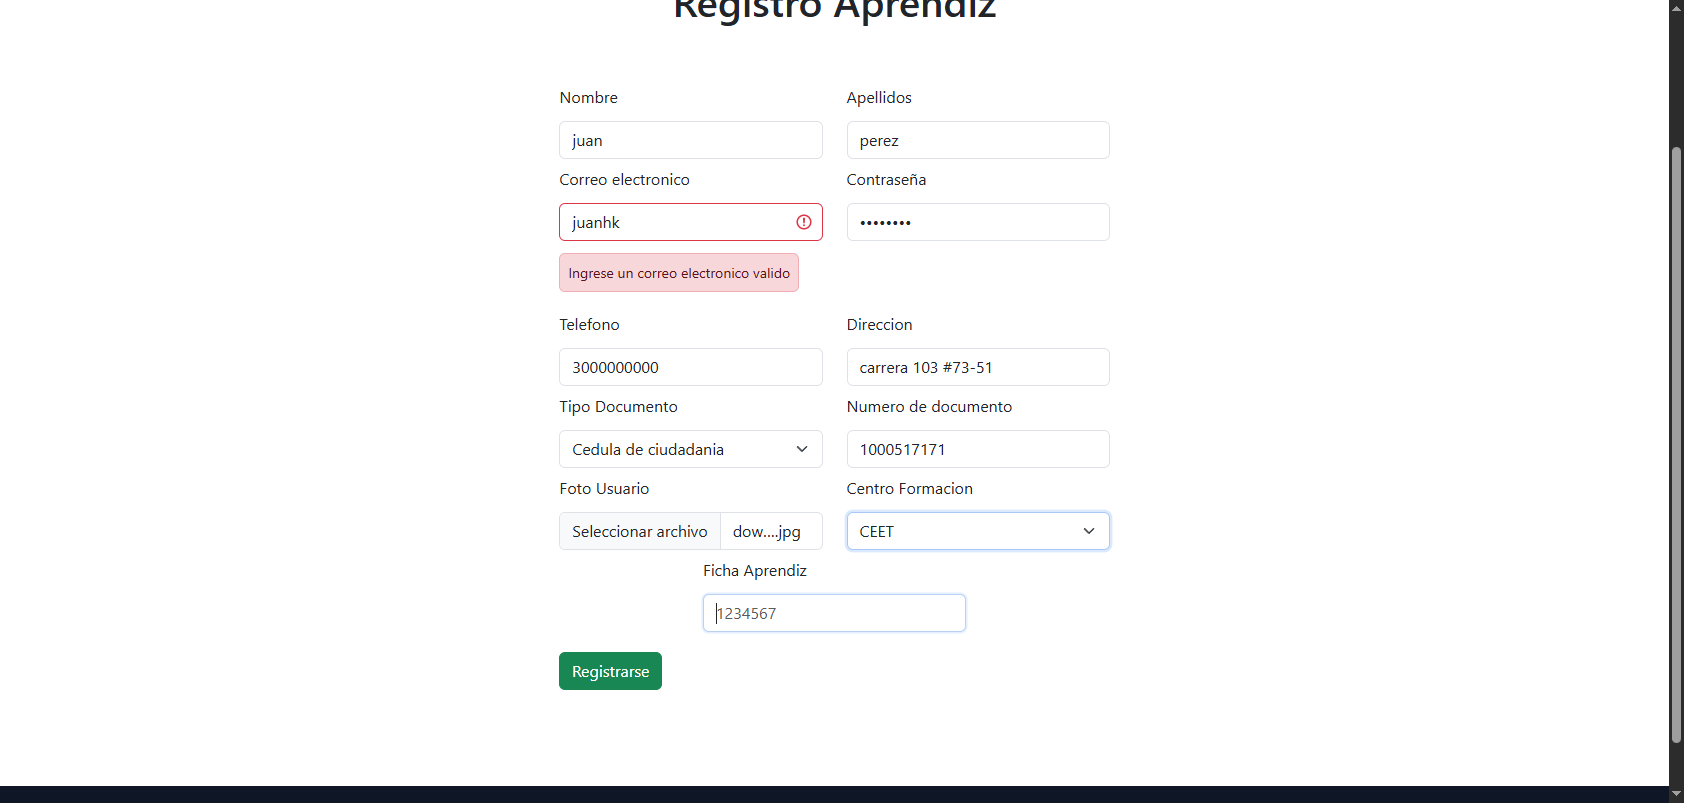 Registro Aprendiz
Nombre
Apellidos
juan
perez
Correo electronico
Contraseña
juanhk
••••••••
Ingrese un correo electronico valido
Telefono
Direccion
3000000000
carrera 103 #73-51
Tipo Documento
Numero de documento
Cedula de ciudadania
1000517171
Foto Usuario
Centro Formacion
Seleccionar archivo
dow....jpg
CEET
Ficha Aprendiz
1234567
Registrarse